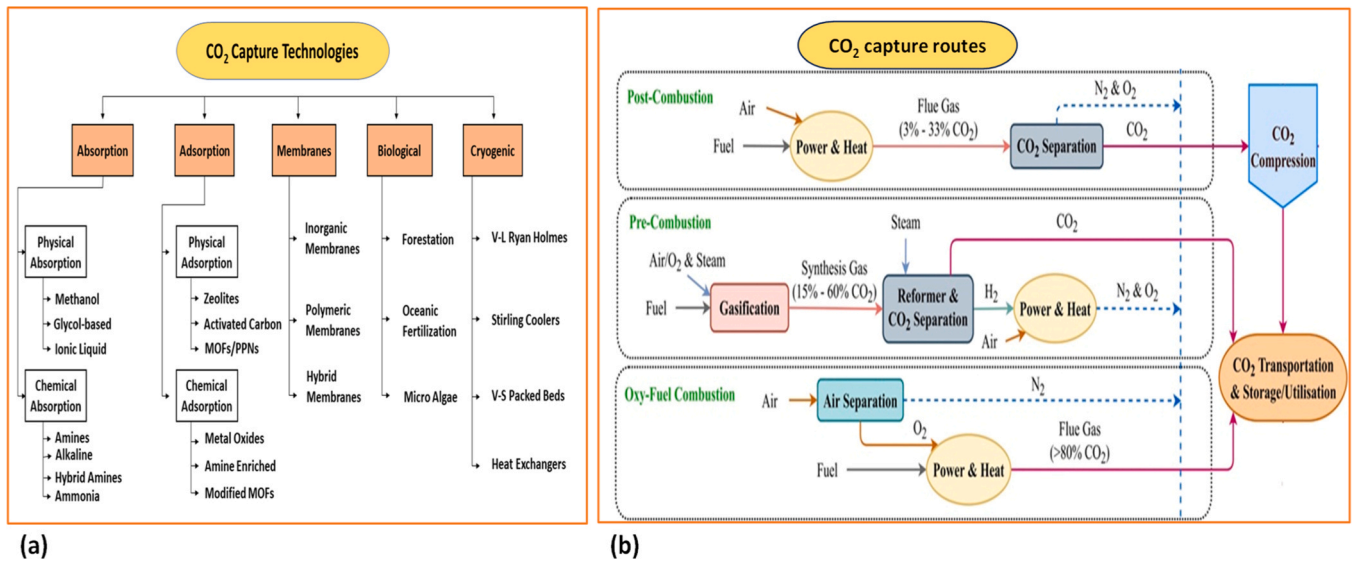 CO₂ Capture Technologies
Absorption
Adsorption
Membranes
Biological
Cryogenic
Physical
Absorption
Methanol
Glycol-based
Ionic Liquid
Chemical
Absorption
Amines
Alkaline
Hybrid Amines
Ammonia
Physical
Adsorption
Zeolites
Activated Carbon
MOFs/PPNs
Chemical
Adsorption
Metal Oxides
Amine Enriched
Modified MOFs
Inorganic
Membranes
Polymeric
Membranes
Hybrid
Membranes
Forestation
Oceanic
Fertilization
Micro Algae
V-L Ryan Holmes
Stirling Coolers
V-S Packed Beds
Heat Exchangers
(a)
CO₂ capture routes
Post-Combustion
Air
Fuel
Power & Heat
Flue Gas
(3% - 33% CO₂)
CO₂ Separation
N₂ & O₂
CO₂
CO₂
Compression
Pre-Combustion
Air/O₂ & Steam
Fuel
Gasification
Synthesis Gas
(15% - 60% CO₂)
Steam
Reformer &
CO₂ Separation
CO₂
H₂
Air
Power & Heat
N₂ & O₂
CO₂ Transportation
& Storage/Utilisation
Oxy-Fuel Combustion
Air
Air Separation
N₂
O₂
Fuel
Power & Heat
Flue Gas
(>80% CO₂)
(b)